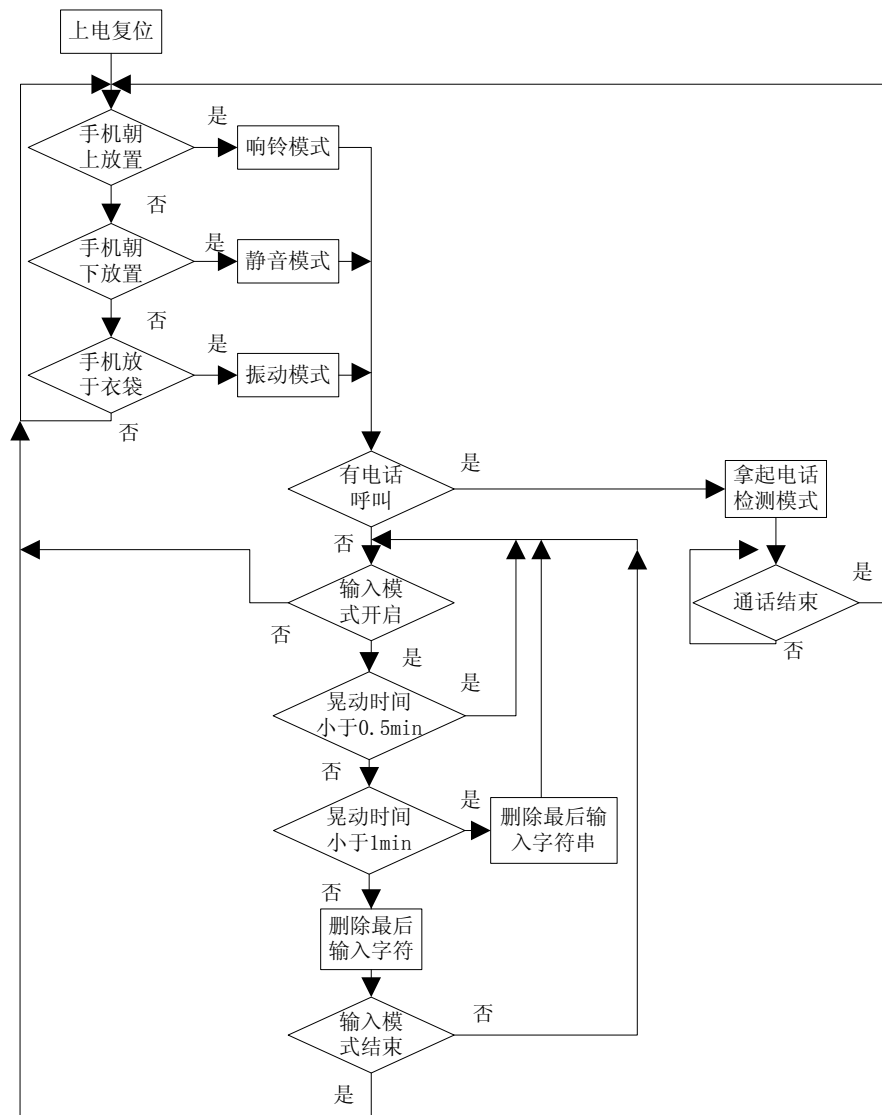 上电复位
手机朝
上放置
是
响铃模式
否
手机朝
下放置
是
静音模式
否
手机放
于衣袋
是
振动模式
否
有电话
呼叫
是
拿起电话
检测模式
否
输入模
式开启
否
是
通话结束
是
否
晃动时间
小于0.5min
是
否
晃动时间
小于1min
是
删除最后输
入字符串
否
删除最后
输入字符
输入模
式结束
否
是